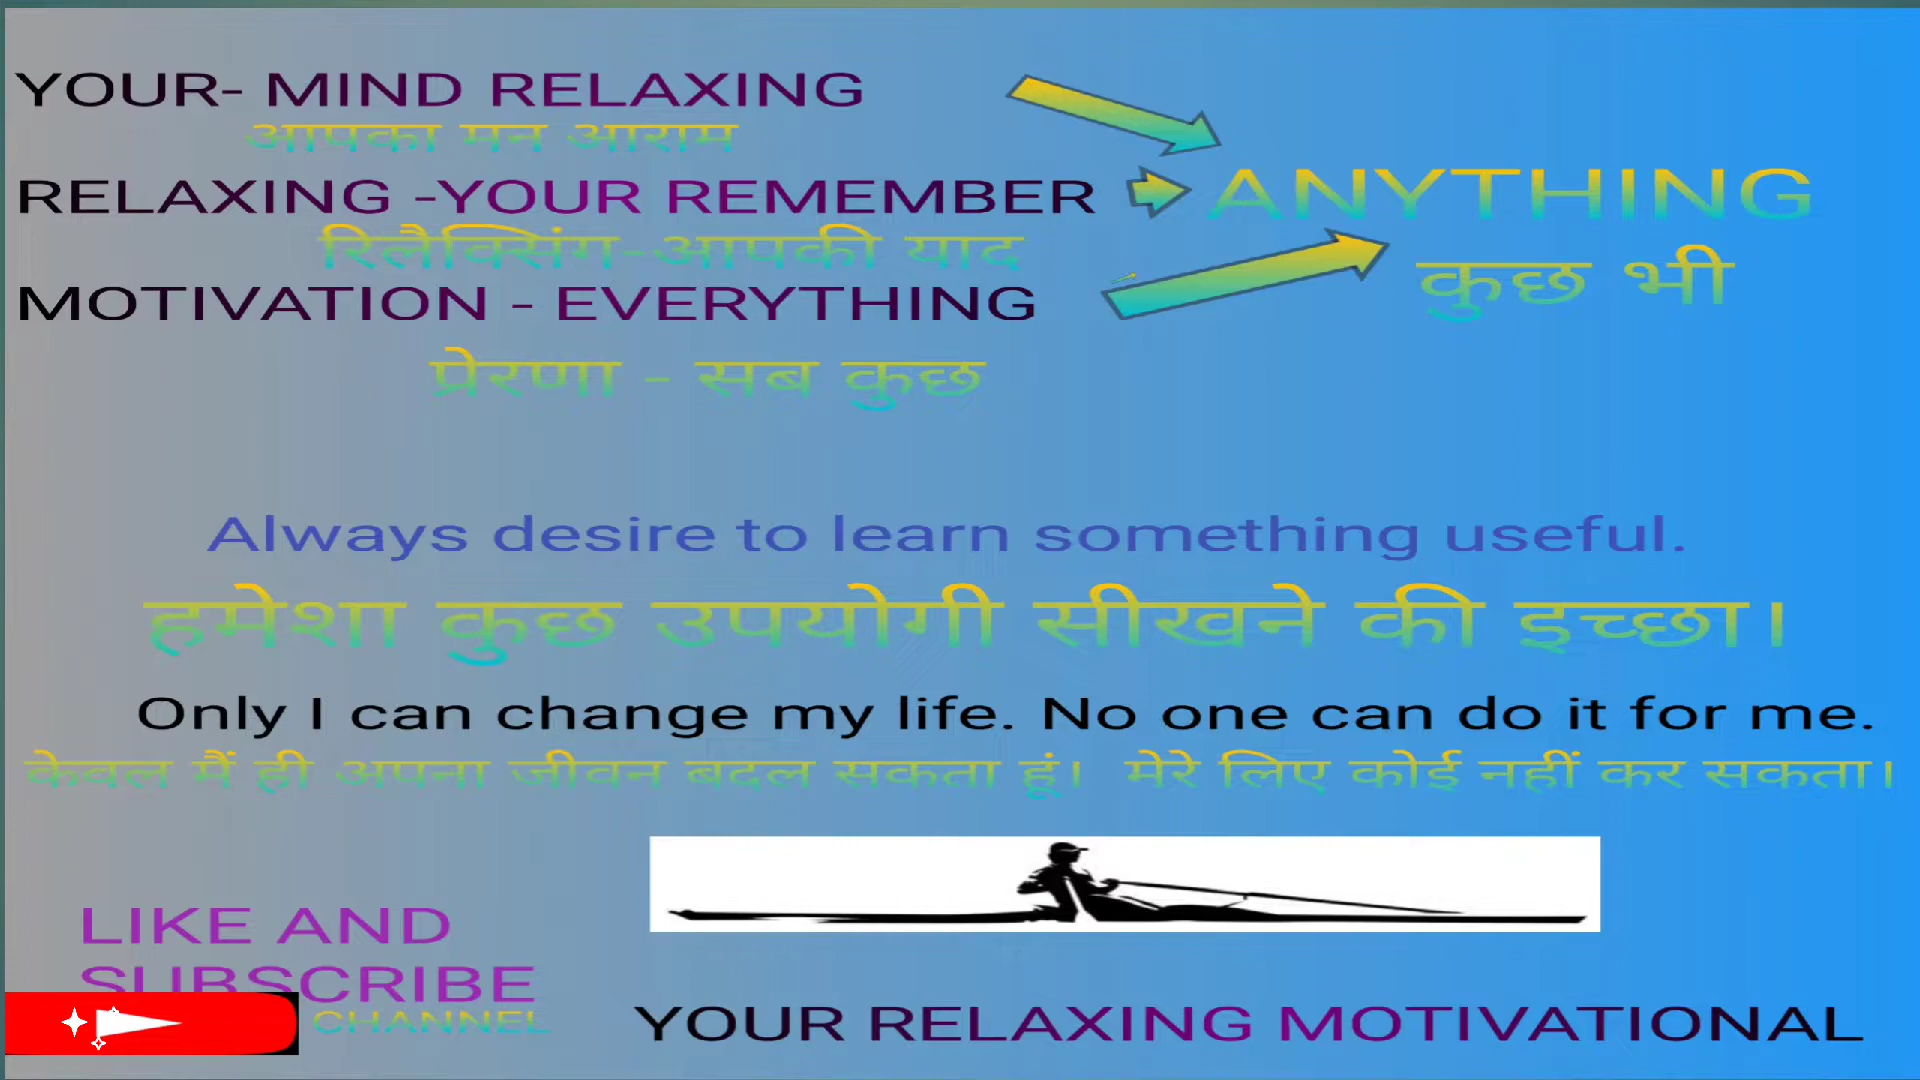 YOUR- MIND RELAXING
आपका मन आराम
RELAXING -YOUR REMEMBER
रिलैक्सिंग-आपकी याद
MOTIVATION - EVERYTHING
प्रेरणा - सब कुछ
ANYTHING
कुछ भी
Always desire to learn something useful.
हमेशा कुछ उपयोगी सीखने की इच्छा।
Only I can change my life. No one can do it for me.
केवल मैं ही अपना जीवन बदल सकता हूं। मेरे लिए कोई नहीं कर सकता।
LIKE AND
SUBSCRIBE
CHANNEL
YOUR RELAXING MOTIVATIONAL